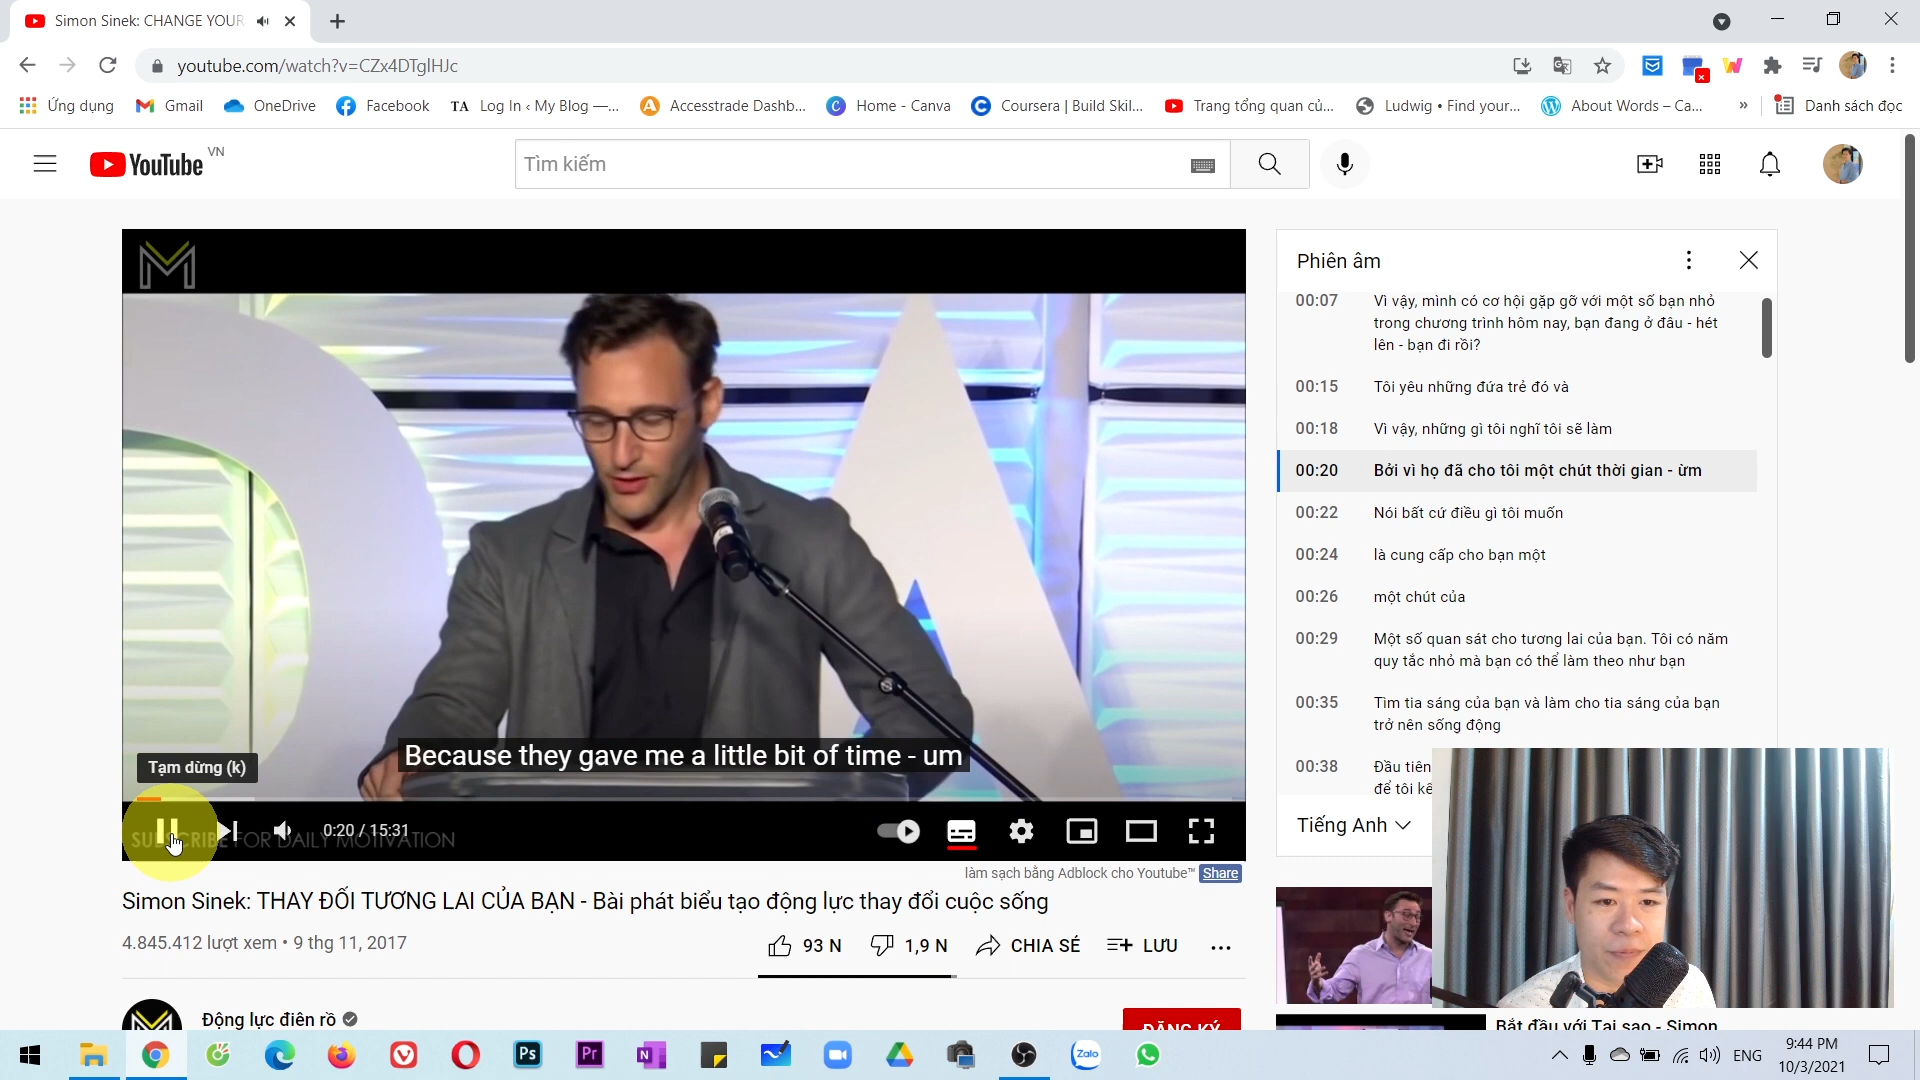 Simon Sinek: CHANGE YOUR
youtube.com/watch?v=CZx4DTglHJc
Ứng dụng
Gmail
OneDrive
Facebook
TA Log In ‹ My Blog —...
Accesstrade Dashb...
Home - Canva
Coursera | Build Skil...
Trang tổng quan củ...
Ludwig • Find your...
About Words – Ca...
»
Danh sách đọc
YouTube VN
Tìm kiếm
Phiên âm
00:07 Vì vậy, mình có cơ hội gặp gỡ với một số bạn nhỏ
trong chương trình hôm nay, bạn đang ở đâu - hét
lên - bạn đi rồi?
00:15 Tôi yêu những đứa trẻ đó và
00:18 Vì vậy, những gì tôi nghĩ tôi sẽ làm
00:20 Bởi vì họ đã cho tôi một chút thời gian - ừm
00:22 Nói bất cứ điều gì tôi muốn
00:24 là cung cấp cho bạn một
00:26 một chút của
00:29 Một số quan sát cho tương lai của bạn. Tôi có năm
quy tắc nhỏ mà bạn có thể làm theo như bạn
00:35 Tìm tia sáng của bạn và làm cho tia sáng của bạn
trở nên sống động
00:38 Đầu tiên
để tôi kể
Tiếng Anh
Because they gave me a little bit of time - um
Tạm dừng (k)
0:20 / 15:31
SUBSCRIBE FOR DAILY MOTIVATION
làm sạch bằng Adblock cho Youtube™ Share
Simon Sinek: THAY ĐỔI TƯƠNG LAI CỦA BẠN - Bài phát biểu tạo động lực thay đổi cuộc sống
4.845.412 lượt xem • 9 thg 11, 2017
93 N
1,9 N
CHIA SẺ
LƯU
Động lực điên rồ
ĐĂNG KÝ
Bắt đầu với Tại sao - Simon
Ps
Pr
N
Zalo
ENG
9:44 PM
10/3/2021